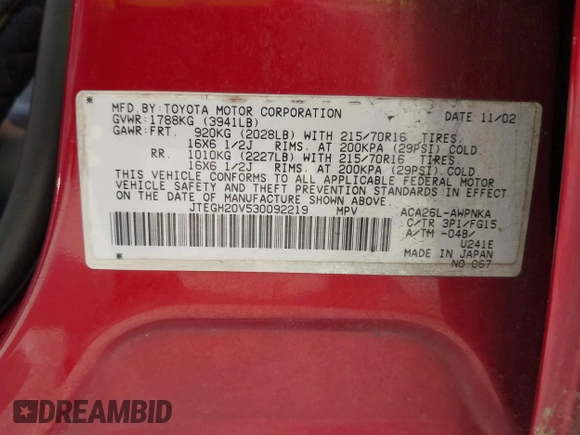 MFD.BY:TOYOTA MOTOR CORPORATION DATE 11/02
GVWR:1788KG (3941LB)
GAWR:FRT. 920KG (2028LB) WITH 215/70R16 TIRES.
16X6 1/2J RIMS. AT 200KPA (29PSI) COLD
RR. 1010KG (2227LB) WITH 215/70R16 TIRES.
16X6 1/2J RIMS. AT 200KPA (29PSI) COLD
THIS VEHICLE CONFORMS TO ALL APPLICABLE FEDERAL MOTOR
VEHICLE SAFETY AND THEFT PREVENTION STANDARDS IN EFFECT
ON THE DATE OF MANUFACTURE SHOWN ABOVE.
JTEGH20V530092219 MPV ACA26L-AWPNKA
C/TR 3P1/FG15
A/TM -04B/
U241E
MADE IN JAPAN
NO 067
DREAMBID